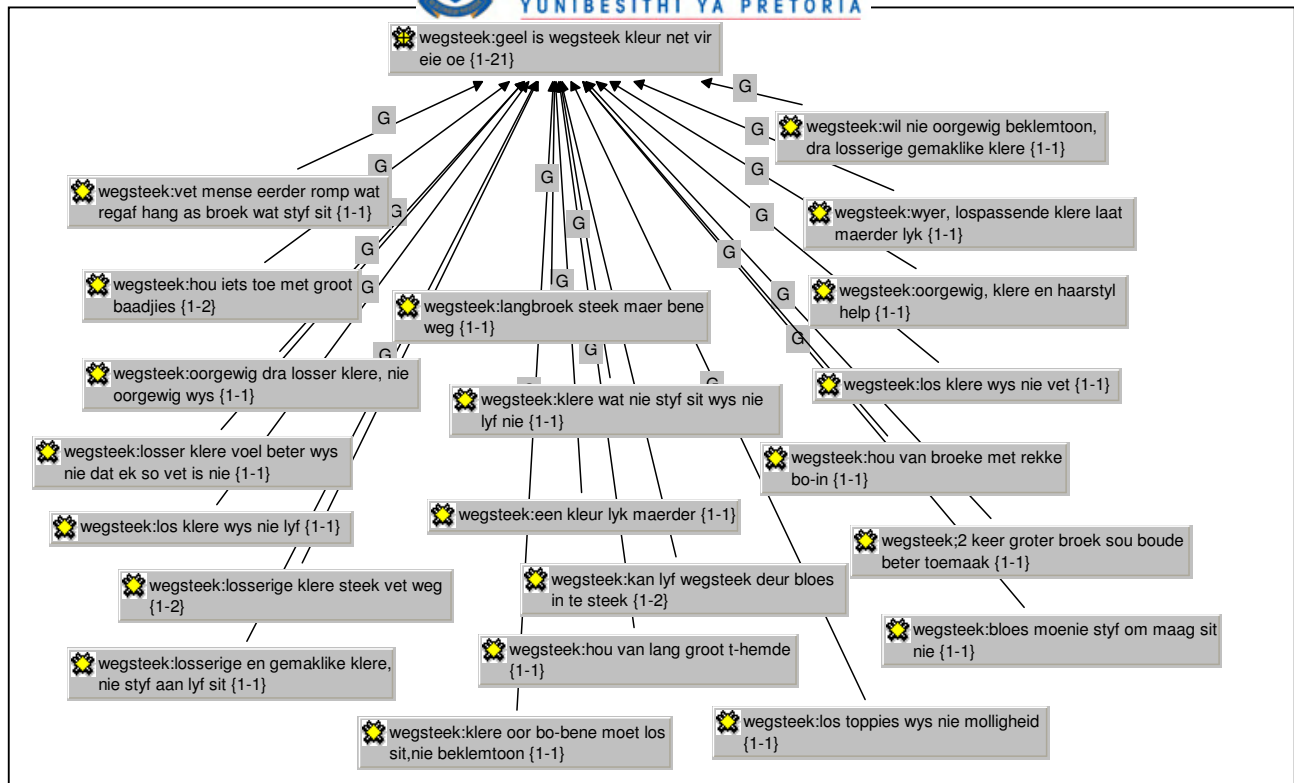 YUNIBESITHI YA PRETORIA
wegsteek:geel is wegsteek kleur net vir
eie oe {1-21}
G
wegsteek:wil nie oorgewig beklemtoon,
dra losserige gemaklike klere {1-1}
G
G
G
wegsteek:vet mense eerder romp wat
regaf hang as broek wat styf sit {1-1}
G
G
G
wegsteek:wyer, lospassende klere laat
maerder lyk {1-1}
G
G
G
G
wegsteek:hou iets toe met groot
baadjies {1-2}
G
G
G
wegsteek:oorgewig, klere en haarstyl
help {1-1}
wegsteek:langbroek steek maer bene
weg {1-1}
G
G
G
wegsteek:oorgewig dra losser klere, nie
oorgewig wys {1-1}
wegsteek:los klere wys nie vet {1-1}
G
wegsteek:klere wat nie styf sit wys nie
lyf nie {1-1}
wegsteek:losser klere voel beter wys
nie dat ek so vet is nie {1-1}
wegsteek:hou van broeke met rekke
bo-in {1-1}
wegsteek:los klere wys nie lyf {1-1}
wegsteek:een kleur lyk maerder {1-1}
wegsteek;2 keer groter broek sou boude
beter toemaak {1-1}
wegsteek:losserige klere steek vet weg
{1-2}
wegsteek:kan lyf wegsteek deur bloes
in te steek {1-2}
wegsteek:bloes moenie styf om maag sit
nie {1-1}
wegsteek:losserige en gemaklike klere,
nie styf aan lyf sit {1-1}
wegsteek:hou van lang groot t-hemde
{1-1}
wegsteek:klere oor bo-bene moet los
sit,nie beklemtoon {1-1}
wegsteek:los toppies wys nie molligheid
{1-1}